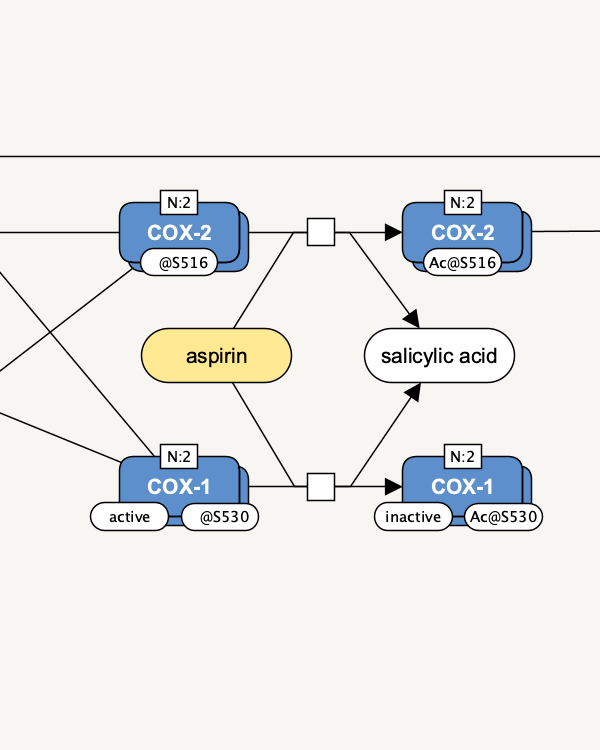 N:2
COX-2
@S516
N:2
COX-2
Ac@S516
aspirin
salicylic acid
N:2
COX-1
active
@S530
N:2
COX-1
inactive
Ac@S530